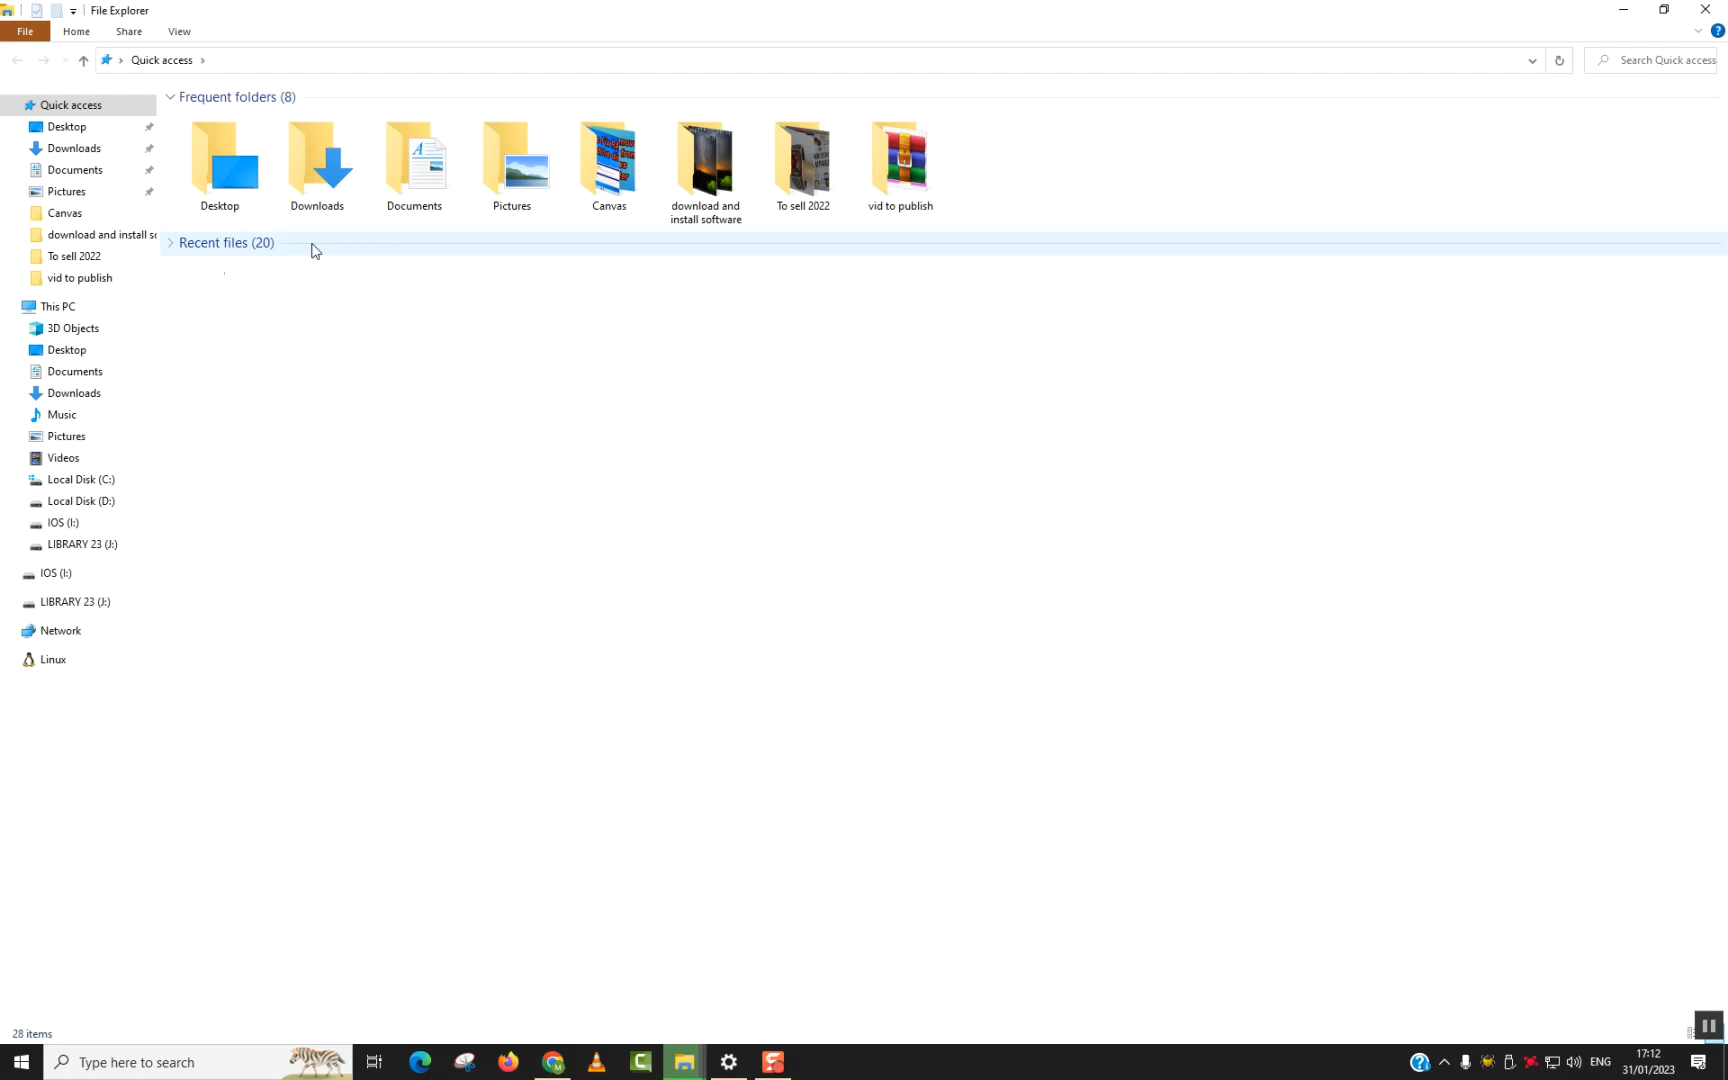 File Explorer
File Home Share View
Quick access
Search Quick access
Quick access
Desktop
Downloads
Documents
Pictures
Canvas
download and install so
To sell 2022
vid to publish
This PC
3D Objects
Desktop
Documents
Downloads
Music
Pictures
Videos
Local Disk (C:)
Local Disk (D:)
IOS (I:)
LIBRARY 23 (J:)
IOS (I:)
LIBRARY 23 (J:)
Network
Linux
Frequent folders (8)
Desktop
Downloads
Documents
Pictures
Canvas
download and
install software
To sell 2022
vid to publish
Recent files (20)
28 items
Type here to search
ENG
17:12
31/01/2023